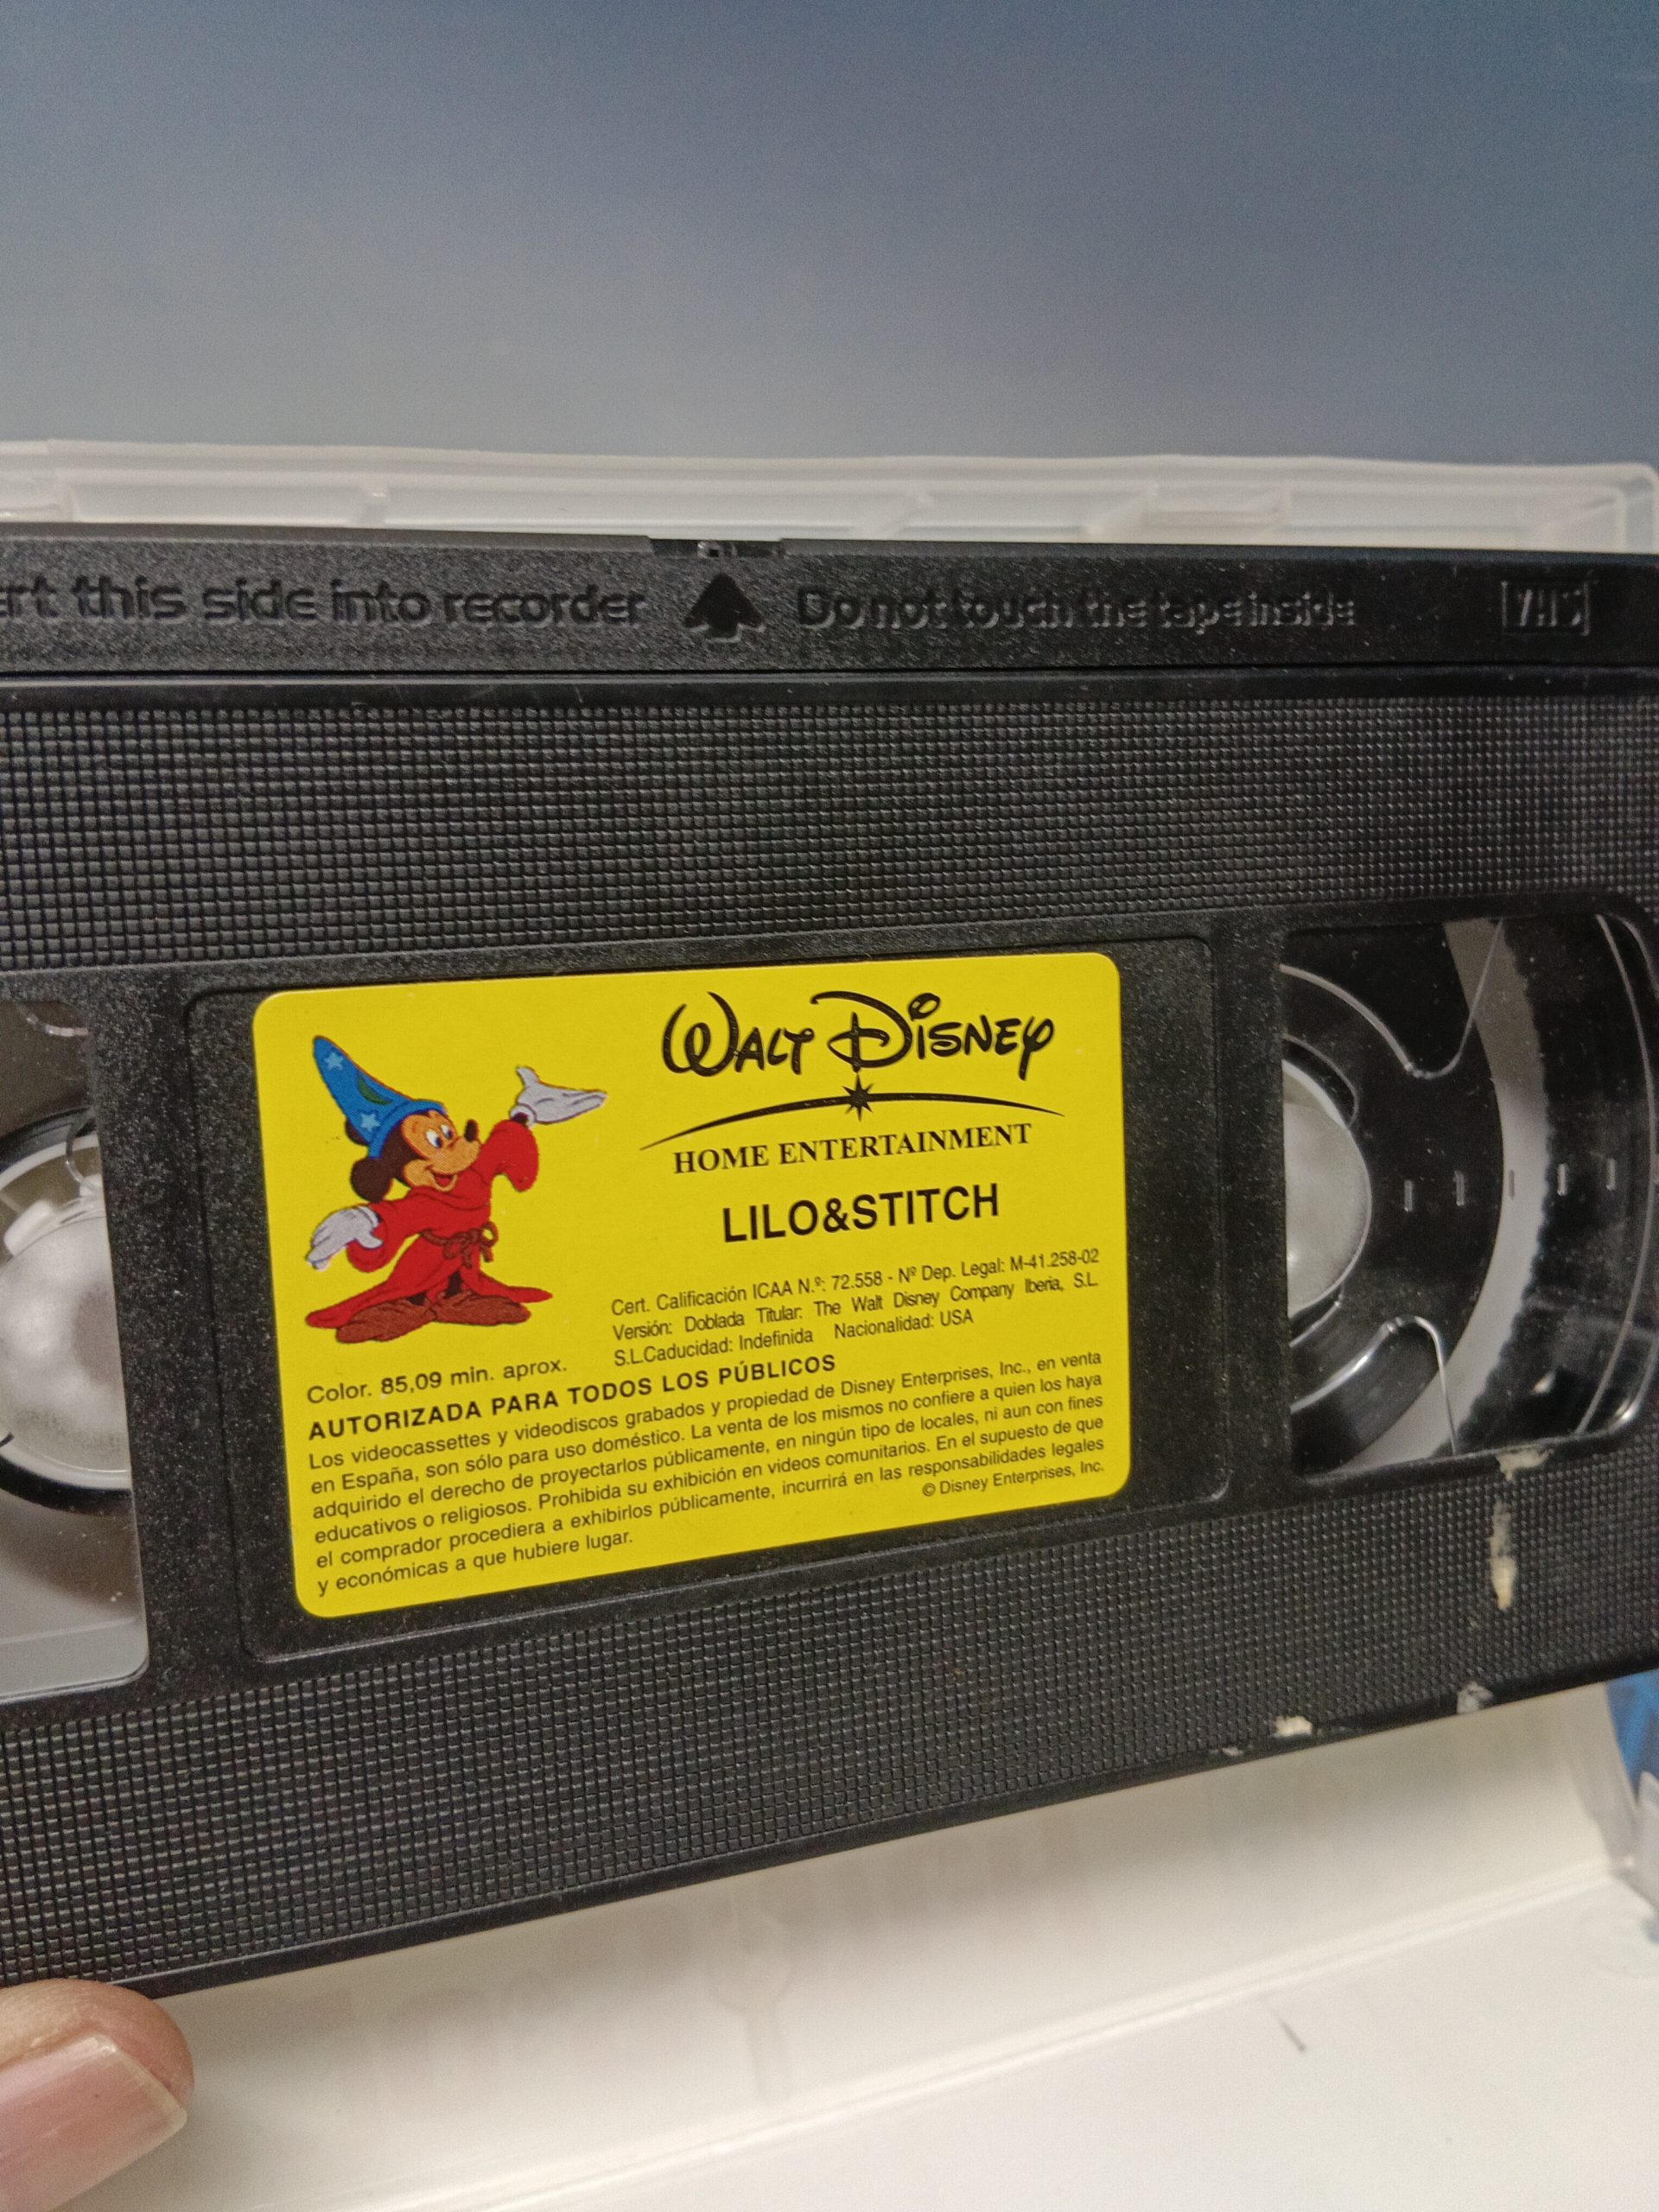 this side into recorder Do not touch the tape inside VHS
WALT DISNEY
HOME ENTERTAINMENT
LILO&STITCH
Cert. Calificación ICAA N.º: 72.558 - Nº Dep. Legal: M-41.258-02
Versión: Doblada Titular: The Walt Disney Company Iberia, S.L.
S.L.Caducidad: Indefinida Nacionalidad: USA
Color. 85,09 min. aprox.
AUTORIZADA PARA TODOS LOS PÚBLICOS
Los videocassettes y videodiscos grabados y propiedad de Disney Enterprises, Inc., en venta
en España, son sólo para uso doméstico. La venta de los mismos no confiere a quien los haya
adquirido el derecho de proyectarlos públicamente, en ningún tipo de locales, ni aun con fines
educativos o religiosos. Prohibida su exhibición en videos comunitarios. En el supuesto de que
el comprador procediera a exhibirlos públicamente, incurrirá en las responsabilidades legales
y económicas a que hubiere lugar.
© Disney Enterprises, Inc.